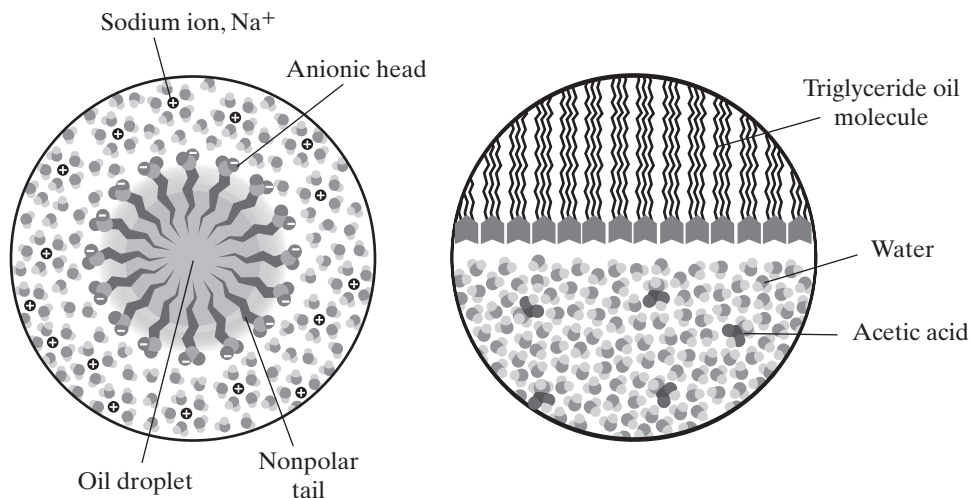 Sodium ion, Na⁺
Anionic head
Oil droplet
Nonpolar
tail
Triglyceride oil
molecule
Water
Acetic acid